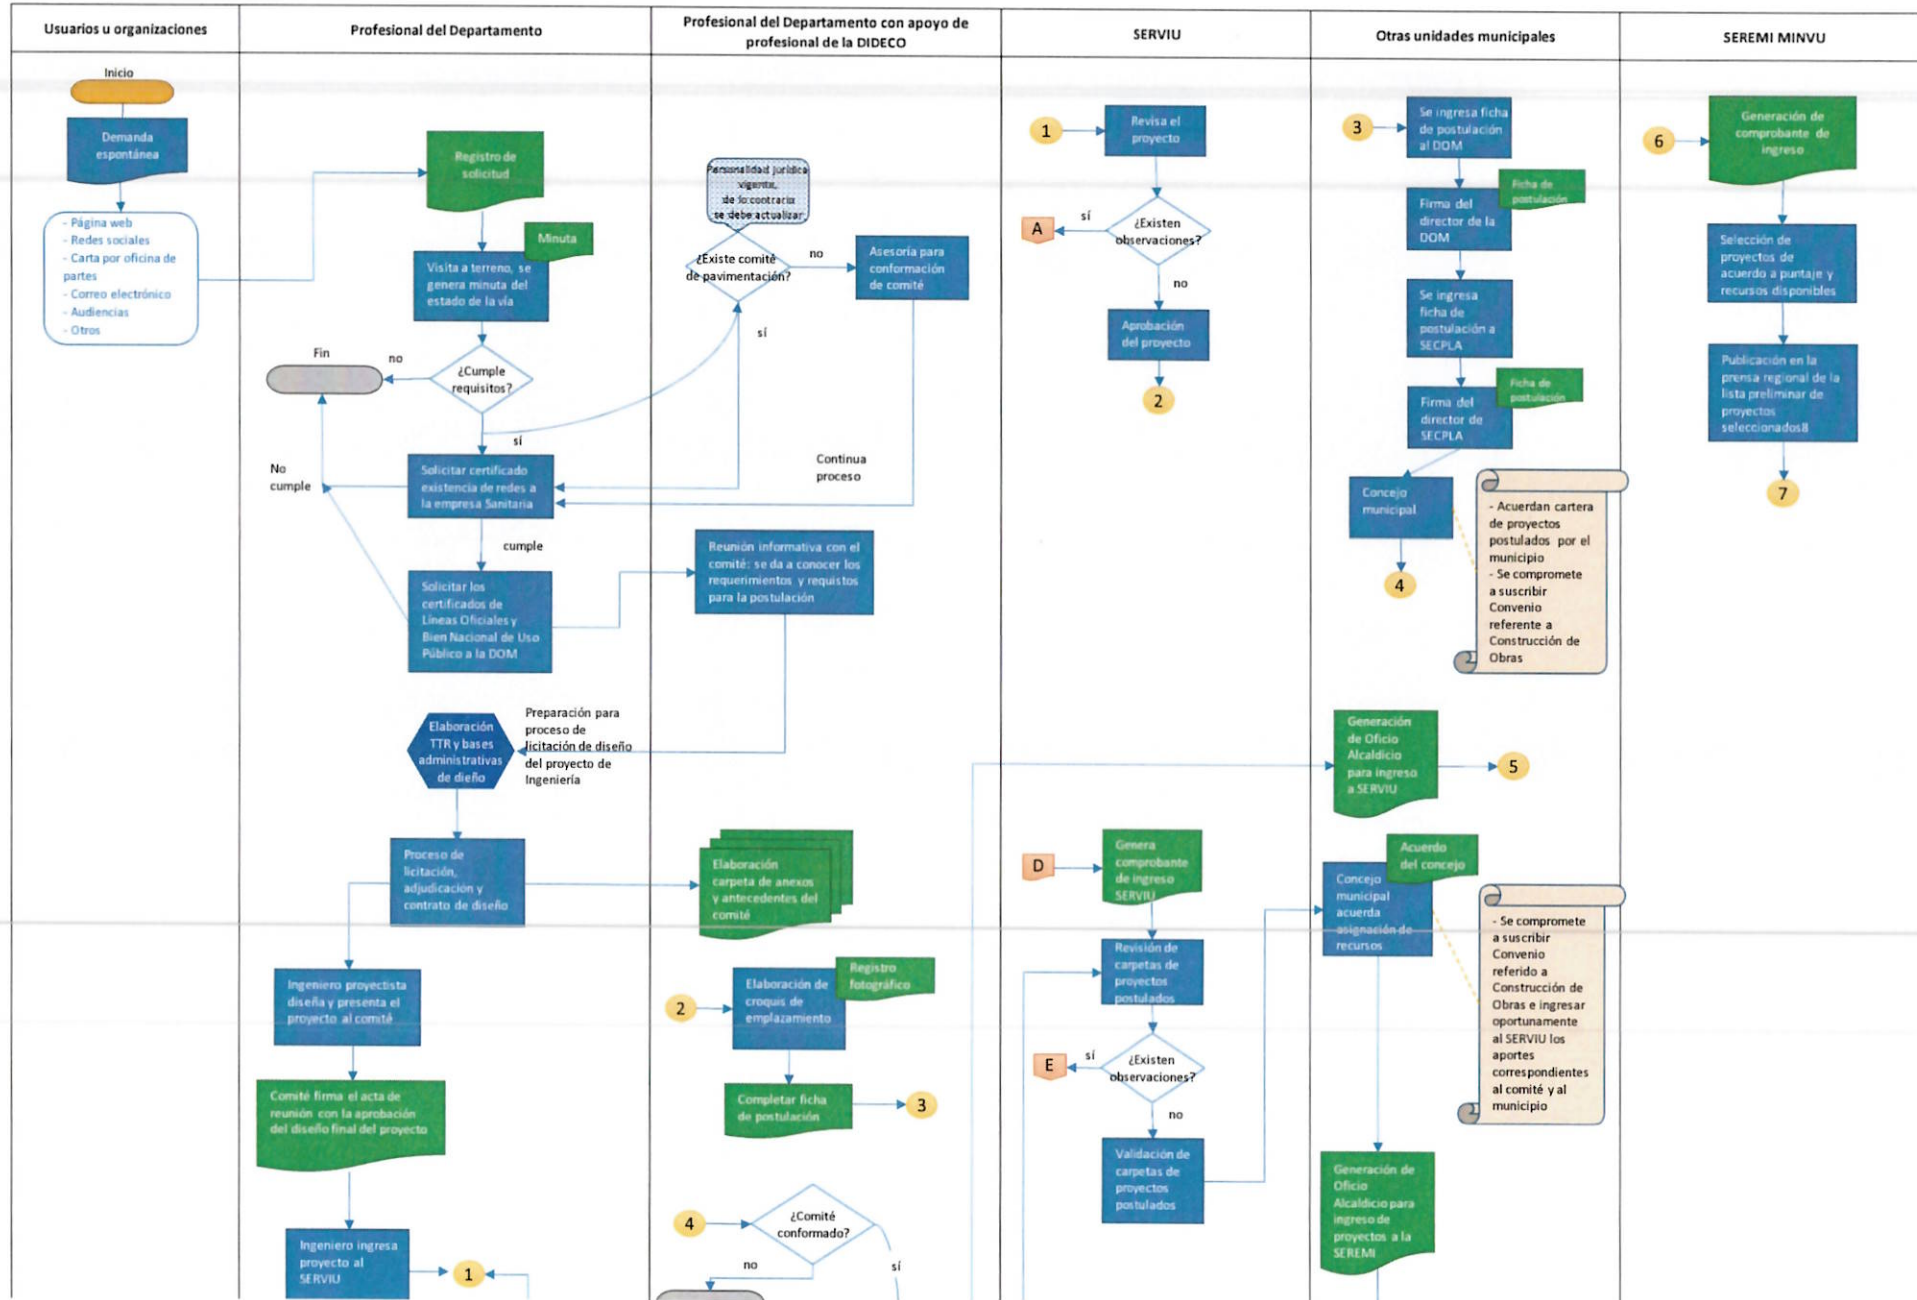 Usuarios u organizaciones
Profesional del Departamento
Profesional del Departamento con apoyo de
profesional de la DIDECO
SERVIU
Otras unidades municipales
SEREMI MINVU
Inicio
Demanda
espontánea
- Página web
- Redes sociales
- Carta por oficina de
partes
- Correo electrónico
- Audiencias
- Otros
Registro de
solicitud
Minuta
Visita a terreno, se
genera minuta del
estado de la vía
Fin
no
¿Cumple
requisitos?
sí
No
cumple
Solicitar certificado
existencia de redes a
la empresa Sanitaria
cumple
Solicitar los
certificados de
Líneas Oficiales y
Bien Nacional de Uso
Público a la DOM
Elaboración
TTR y bases
administrativas
de dieño
Preparación para
proceso de
licitación de diseño
del proyecto de
Ingeniería
Proceso de
licitación,
adjudicación y
contrato de diseño
Ingeniero proyectista
diseña y presenta el
proyecto al comité
Comité firma el acta de
reunión con la aprobación
del diseño final del proyecto
Ingeniero ingresa
proyecto al
SERVIU
1
Personalidad jurídica
vigente,
de lo contrario
se debe actualizar
¿Existe comité
de pavimentación?
no
Asesoría para
conformación
de comité
sí
Continua
proceso
Reunión informativa con el
comité: se da a conocer los
requerimientos y requistos
para la postulación
Elaboración
carpeta de anexos
y antecedentes del
comité
2
Elaboración de
croquis de
emplazamiento
Registro
fotográfico
Completar ficha
de postulación
3
4
¿Comité
conformado?
no
sí
1
Revisa el
proyecto
A
sí
¿Existen
observaciones?
no
Aprobación
del proyecto
2
D
Genera
comprobante
de ingreso
SERVIU
Revisión de
carpetas de
proyectos
postulados
E
sí
¿Existen
observaciones?
no
Validación de
carpetas de
proyectos
postulados
3
Se ingresa ficha
de postulación
al DOM
Ficha de
postulación
Firma del
director de la
DOM
Se ingresa
ficha de
postulación a
SECPLA
Ficha de
postulación
Firma del
director de
SECPLA
Concejo
municipal
4
- Acuerdan cartera
de proyectos
postulados por el
municipio
- Se compromete
a suscribir
Convenio
referente a
Construcción de
Obras
Generación
de Oficio
Alcaldicio
para ingreso
a SERVIU
5
Acuerdo
del concejo
Concejo
municipal
acuerda
asignación de
recursos
- Se compromete
a suscribir
Convenio
referido a
Construcción de
Obras e ingresar
oportunamente
al SERVIU los
aportes
correspondientes
al comité y al
municipio
Generación de
Oficio
Alcaldicio para
ingreso de
proyectos a la
SEREMI
6
Generación de
comprobante de
ingreso
Selección de
proyectos de
acuerdo a puntaje y
recursos disponibles
Publicación en la
prensa regional de la
lista preliminar de
proyectos
seleccionados8
7